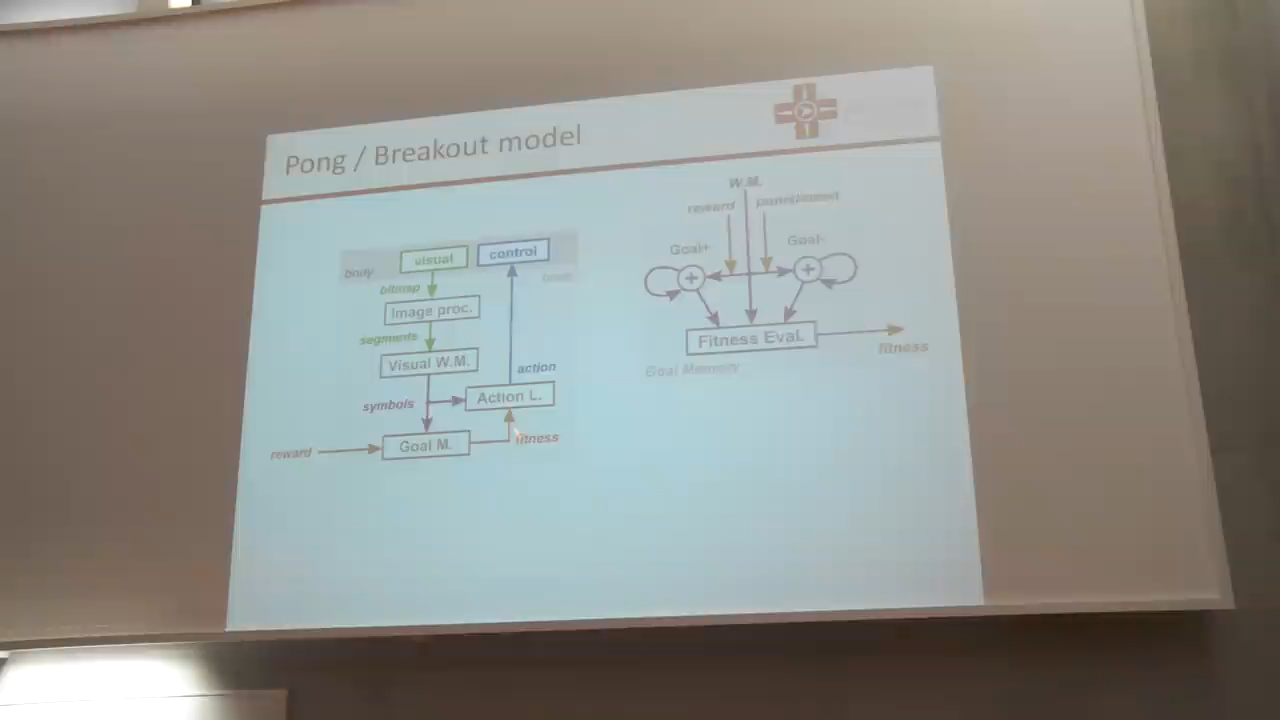 Pong / Breakout model
visual
control
body
bitmap
Image proc.
segments
Visual W.M.
action
symbols
Action L.
Goal M.
fitness
reward
W.M.
reward
punishment
Goal+
Goal-
Fitness Eval.
fitness
Goal Memory